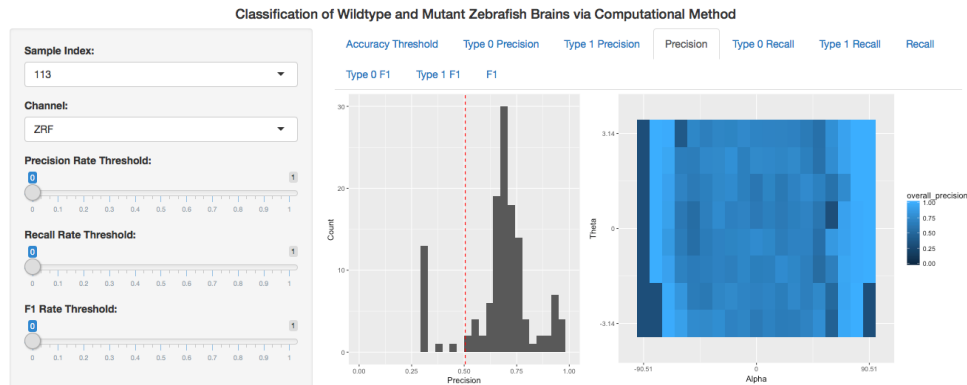 Classification of Wildtype and Mutant Zebrafish Brains via Computational Method
Sample Index:
113
Channel:
ZRF
Precision Rate Threshold:
0 1
0 0.1 0.2 0.3 0.4 0.5 0.6 0.7 0.8 0.9 1
Recall Rate Threshold:
0 1
0 0.1 0.2 0.3 0.4 0.5 0.6 0.7 0.8 0.9 1
F1 Rate Threshold:
0 1
0 0.1 0.2 0.3 0.4 0.5 0.6 0.7 0.8 0.9 1
Accuracy Threshold Type 0 Precision Type 1 Precision Precision Type 0 Recall Type 1 Recall Recall
Type 0 F1 Type 1 F1 F1
30
20
10
0
Count
0.00 0.25 0.50 0.75 1.00
Precision
3.14
0
-3.14
Theta
-90.51 0 90.51
Alpha
overall_precision
1.00
0.75
0.50
0.25
0.00